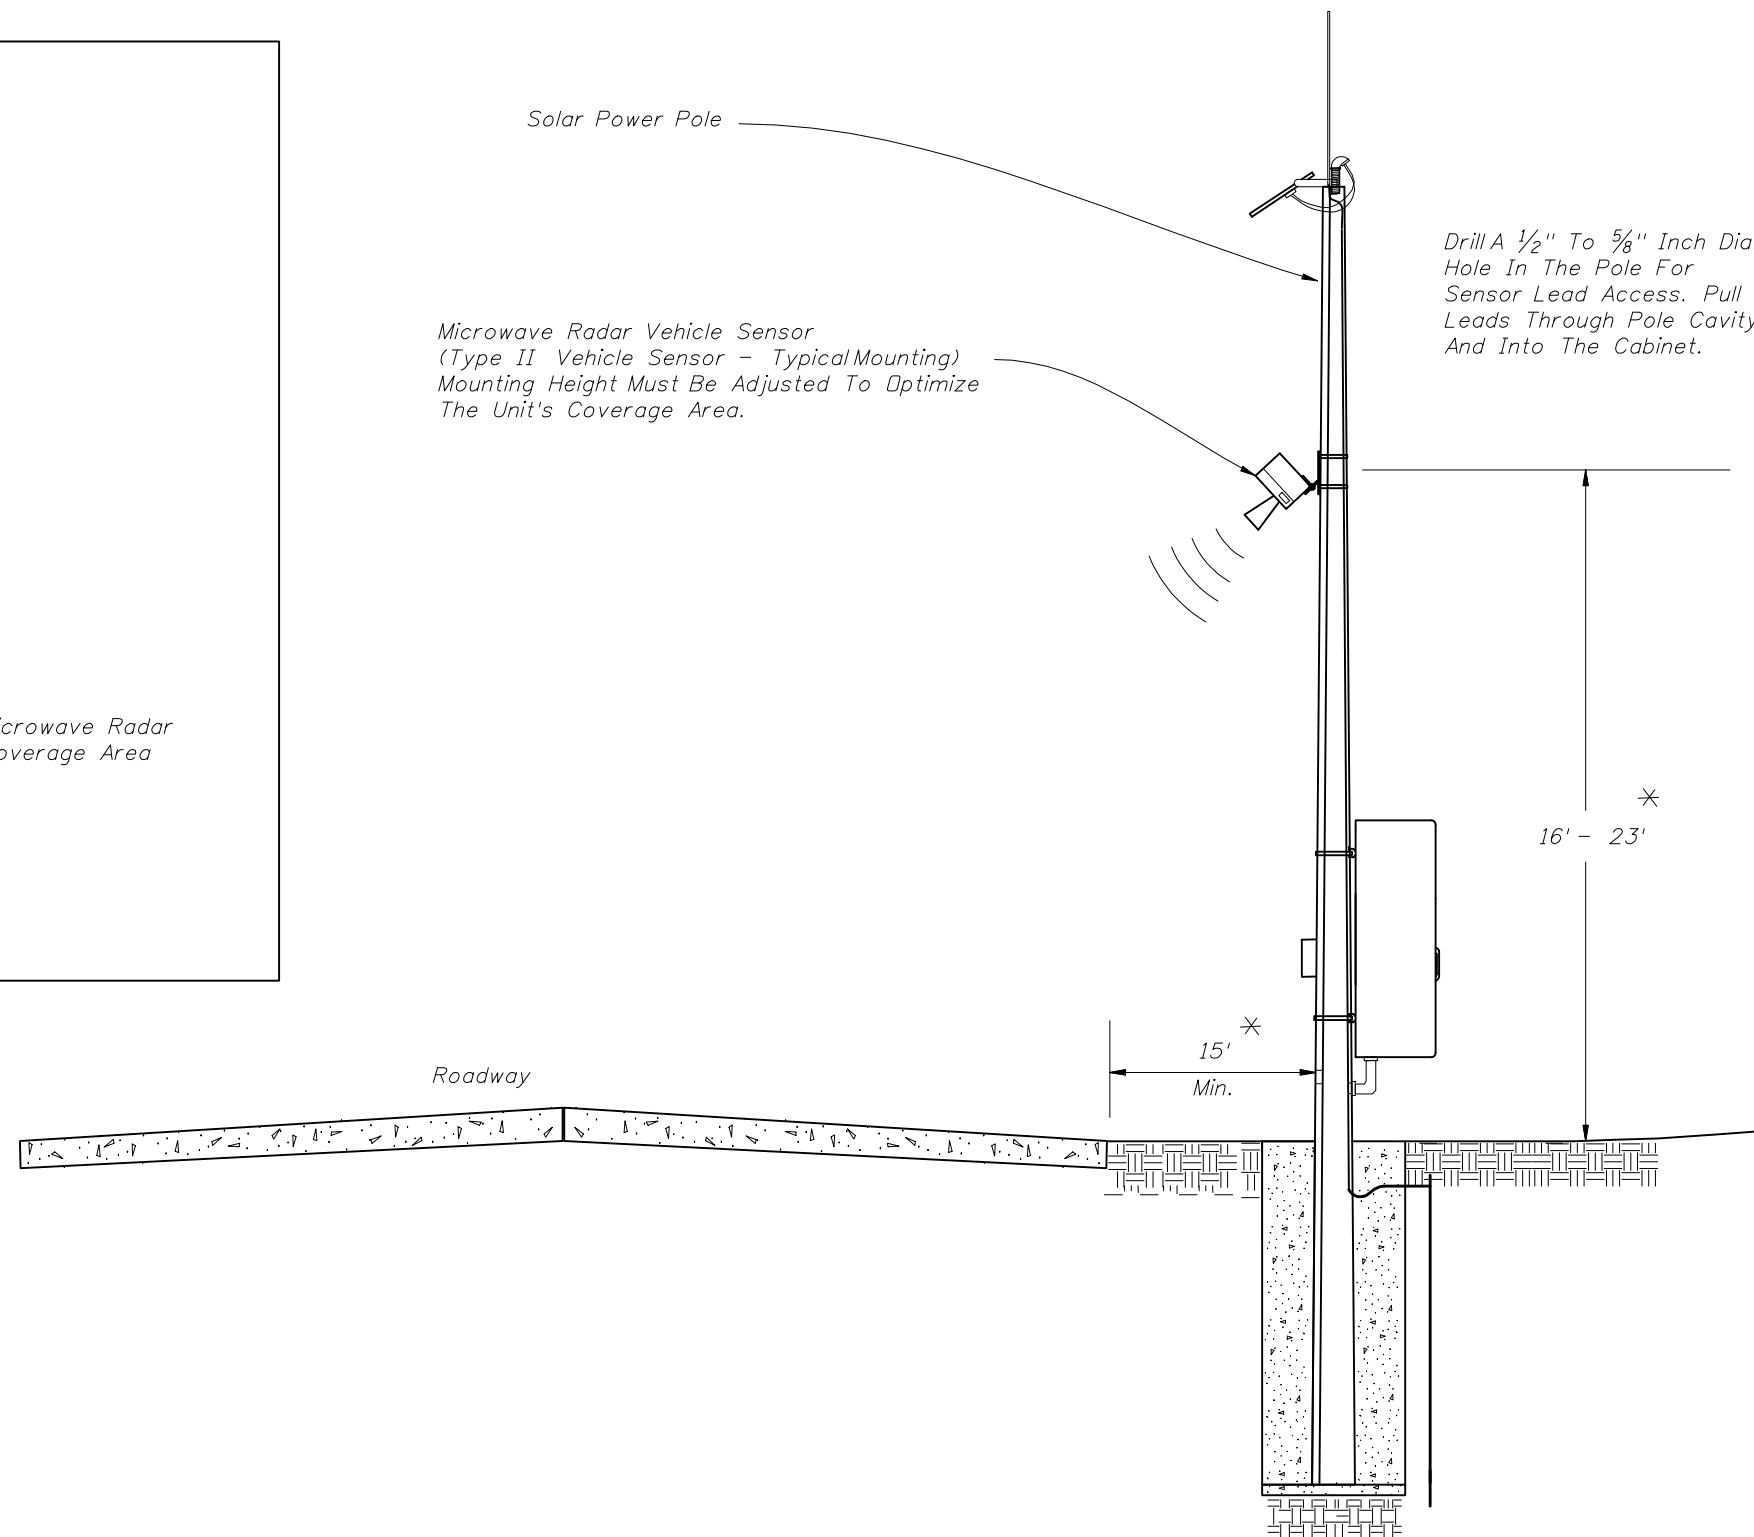 Solar Power Pole
Drill A 1/2" To 5/8" Inch Dia
Hole In The Pole For
Sensor Lead Access. Pull
Leads Through Pole Cavity
And Into The Cabinet.
Microwave Radar Vehicle Sensor
(Type II Vehicle Sensor - Typical Mounting)
Mounting Height Must Be Adjusted To Optimize
The Unit's Coverage Area.
crowave Radar
overage Area
*
16' - 23'
*
15'
Min.
Roadway